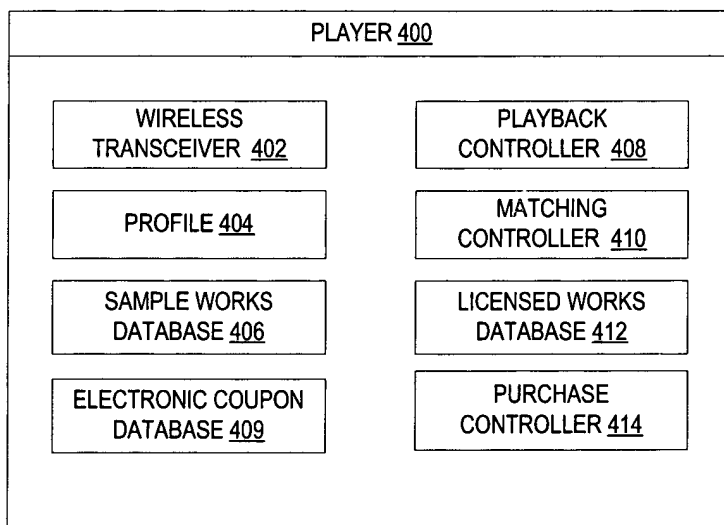 PLAYER 400
WIRELESS
TRANSCEIVER 402
PLAYBACK
CONTROLLER 408
PROFILE 404
MATCHING
CONTROLLER 410
SAMPLE WORKS
DATABASE 406
LICENSED WORKS
DATABASE 412
ELECTRONIC COUPON
DATABASE 409
PURCHASE
CONTROLLER 414